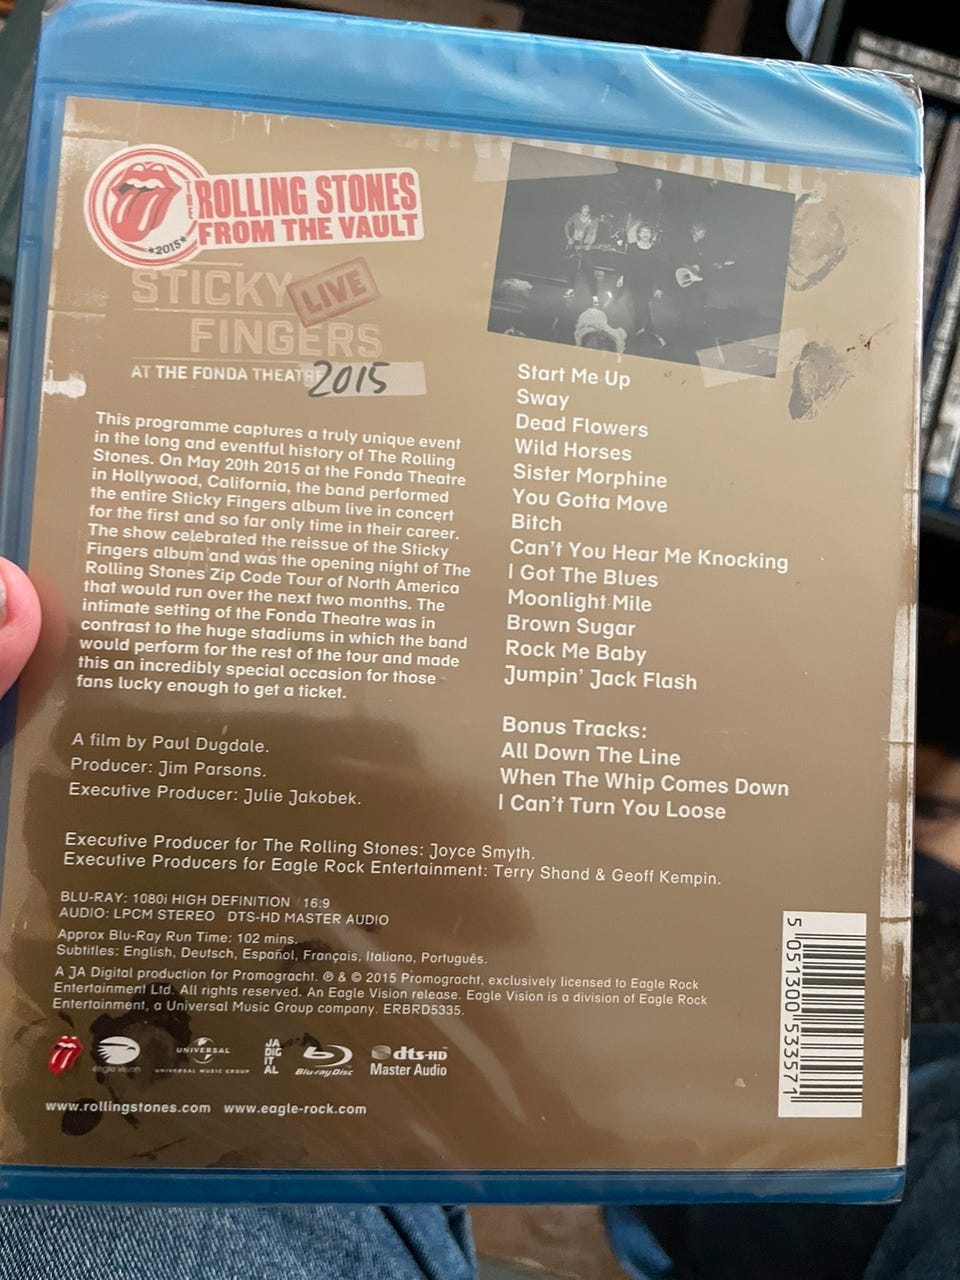 THE ROLLING STONES
FROM THE VAULT
*2015*
STICKY
LIVE
FINGERS
AT THE FONDA THEATR
2015
This programme captures a truly unique event
in the long and eventful history of The Rolling
Stones. On May 20th 2015 at the Fonda Theatre
in Hollywood, California, the band performed
the entire Sticky Fingers album live in concert
for the first and so far only time in their career.
The show celebrated the reissue of the Sticky
Fingers album and was the opening night of The
Rolling Stones Zip Code Tour of North America
that would run over the next two months. The
intimate setting of the Fonda Theatre was in
contrast to the huge stadiums in which the band
would perform for the rest of the tour and made
this an incredibly special occasion for those
fans lucky enough to get a ticket.
A film by Paul Dugdale.
Producer: Jim Parsons.
Executive Producer: Julie Jakobek.
Start Me Up
Sway
Dead Flowers
Wild Horses
Sister Morphine
You Gotta Move
Bitch
Can't You Hear Me Knocking
I Got The Blues
Moonlight Mile
Brown Sugar
Rock Me Baby
Jumpin' Jack Flash
Bonus Tracks:
All Down The Line
When The Whip Comes Down
I Can't Turn You Loose
Executive Producer for The Rolling Stones: Joyce Smyth.
Executive Producers for Eagle Rock Entertainment: Terry Shand & Geoff Kempin.
BLU-RAY: 1080i HIGH DEFINITION 16:9
AUDIO: LPCM STEREO DTS-HD MASTER AUDIO
Approx Blu-Ray Run Time: 102 mins.
Subtitles: English, Deutsch, Español, Français, Italiano, Português.
A JA Digital production for Promogracht. ℗ & © 2015 Promogracht, exclusively licensed to Eagle Rock
Entertainment Ltd. All rights reserved. An Eagle Vision release. Eagle Vision is a division of Eagle Rock
Entertainment, a Universal Music Group company. ERBRD5335.
eagle vision
UNIVERSAL
UNIVERSAL MUSIC GROUP
JA
DIG
IT
AL
Blu-ray Disc
dts-HD
Master Audio
www.rollingstones.com www.eagle-rock.com
5 051300 533571